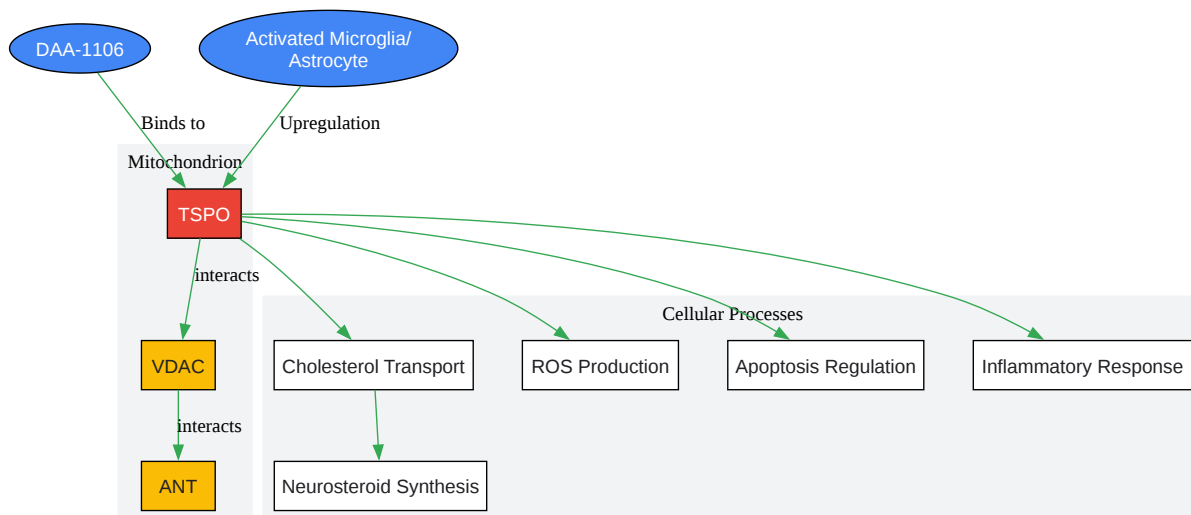 DAA-1106
Activated Microglia/
Astrocyte
Binds to
Upregulation
Mitochondrion
TSPO
interacts
Cellular Processes
VDAC
Cholesterol Transport
ROS Production
Apoptosis Regulation
Inflammatory Response
interacts
ANT
Neurosteroid Synthesis